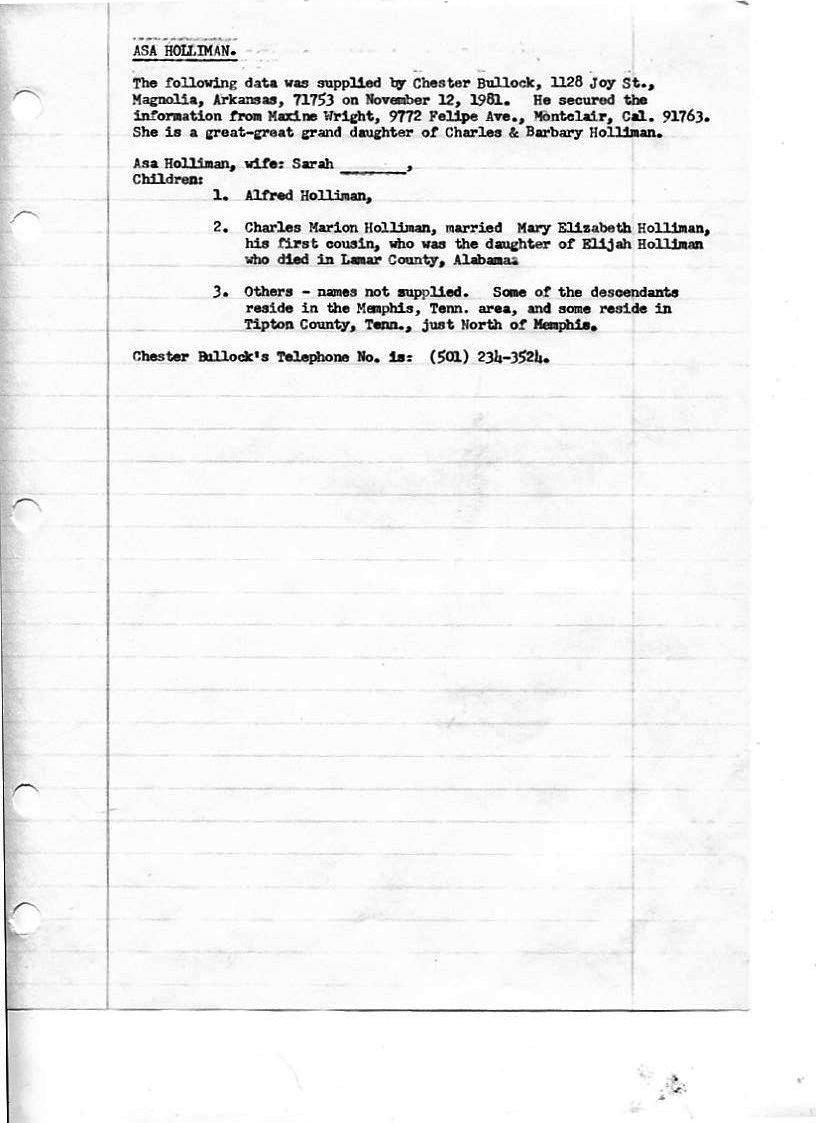 ASA HOLLIMAN.
The following data was supplied by Chester Bullock, 1128 Joy St.,
Magnolia, Arkansas, 71753 on November 12, 1981. He secured the
information from Maxine Wright, 9772 Felipe Ave., Montclair, Cal. 91763.
She is a great-great grand daughter of Charles & Barbary Holliman.
Asa Holliman, wife: Sarah __________,
Children:
1. Alfred Holliman,
2. Charles Marion Holliman, married Mary Elizabeth Holliman,
his first cousin, who was the daughter of Elijah Holliman
who died in Lamar County, Alabama.
3. Others - names not supplied. Some of the descendants
reside in the Memphis, Tenn. area, and some reside in
Tipton County, Tenn., just North of Memphis.
Chester Bullock's Telephone No. is: (501) 234-3524.